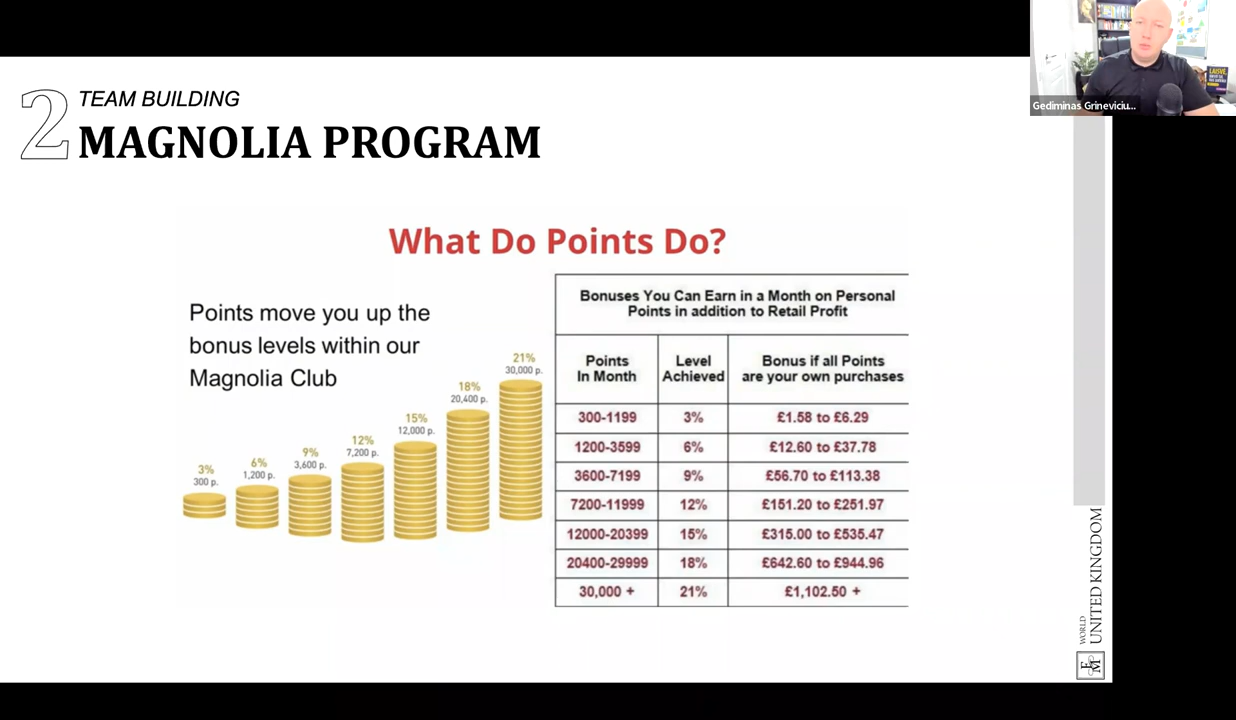 Gediminas Grineviciu...
2 TEAM BUILDING
MAGNOLIA PROGRAM
What Do Points Do?
Points move you up the
bonus levels within our
Magnolia Club
3%
300 p.
6%
1,200 p.
9%
3,600 p.
12%
7,200 p.
15%
12,000 p.
18%
20,400 p.
21%
30,000 p.
Bonuses You Can Earn in a Month on Personal
Points in addition to Retail Profit
Points
In Month
Level
Achieved
Bonus if all Points
are your own purchases
300-1199 3% £1.58 to £6.29
1200-3599 6% £12.60 to £37.78
3600-7199 9% £56.70 to £113.38
7200-11999 12% £151.20 to £251.97
12000-20399 15% £315.00 to £535.47
20400-29999 18% £642.60 to £944.96
30,000 + 21% £1,102.50 +
WORLD
UNITED KINGDOM
FM